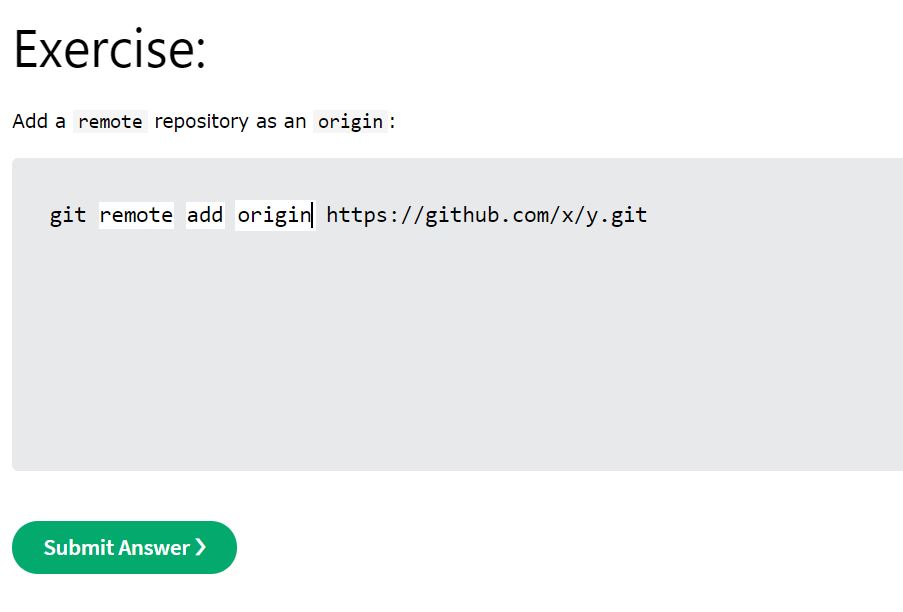 Exercise:
Add a remote repository as an origin:
git remote add origin https://github.com/x/y.git
Submit Answer ❯